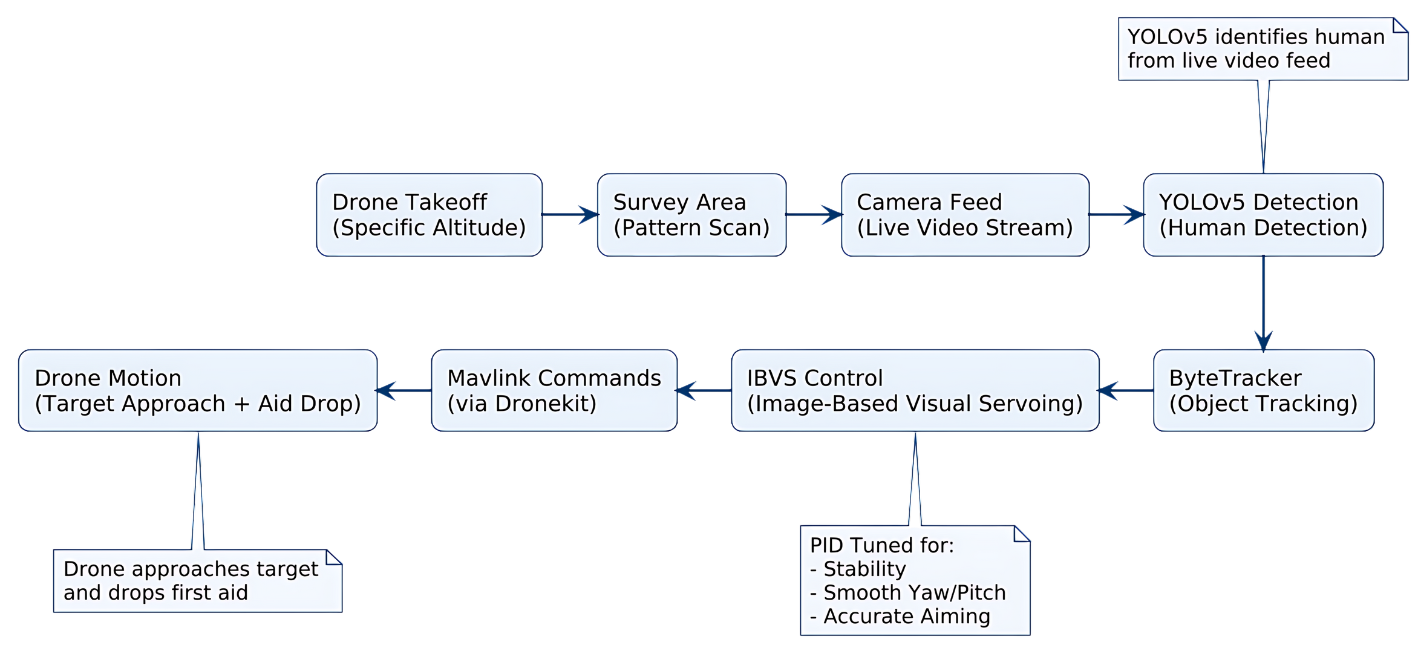 YOLOv5 identifies human
from live video feed
Drone Takeoff
(Specific Altitude)
Survey Area
(Pattern Scan)
Camera Feed
(Live Video Stream)
YOLOv5 Detection
(Human Detection)
ByteTracker
(Object Tracking)
IBVS Control
(Image-Based Visual Servoing)
Mavlink Commands
(via Dronekit)
Drone Motion
(Target Approach + Aid Drop)
PID Tuned for:
- Stability
- Smooth Yaw/Pitch
- Accurate Aiming
Drone approaches target
and drops first aid